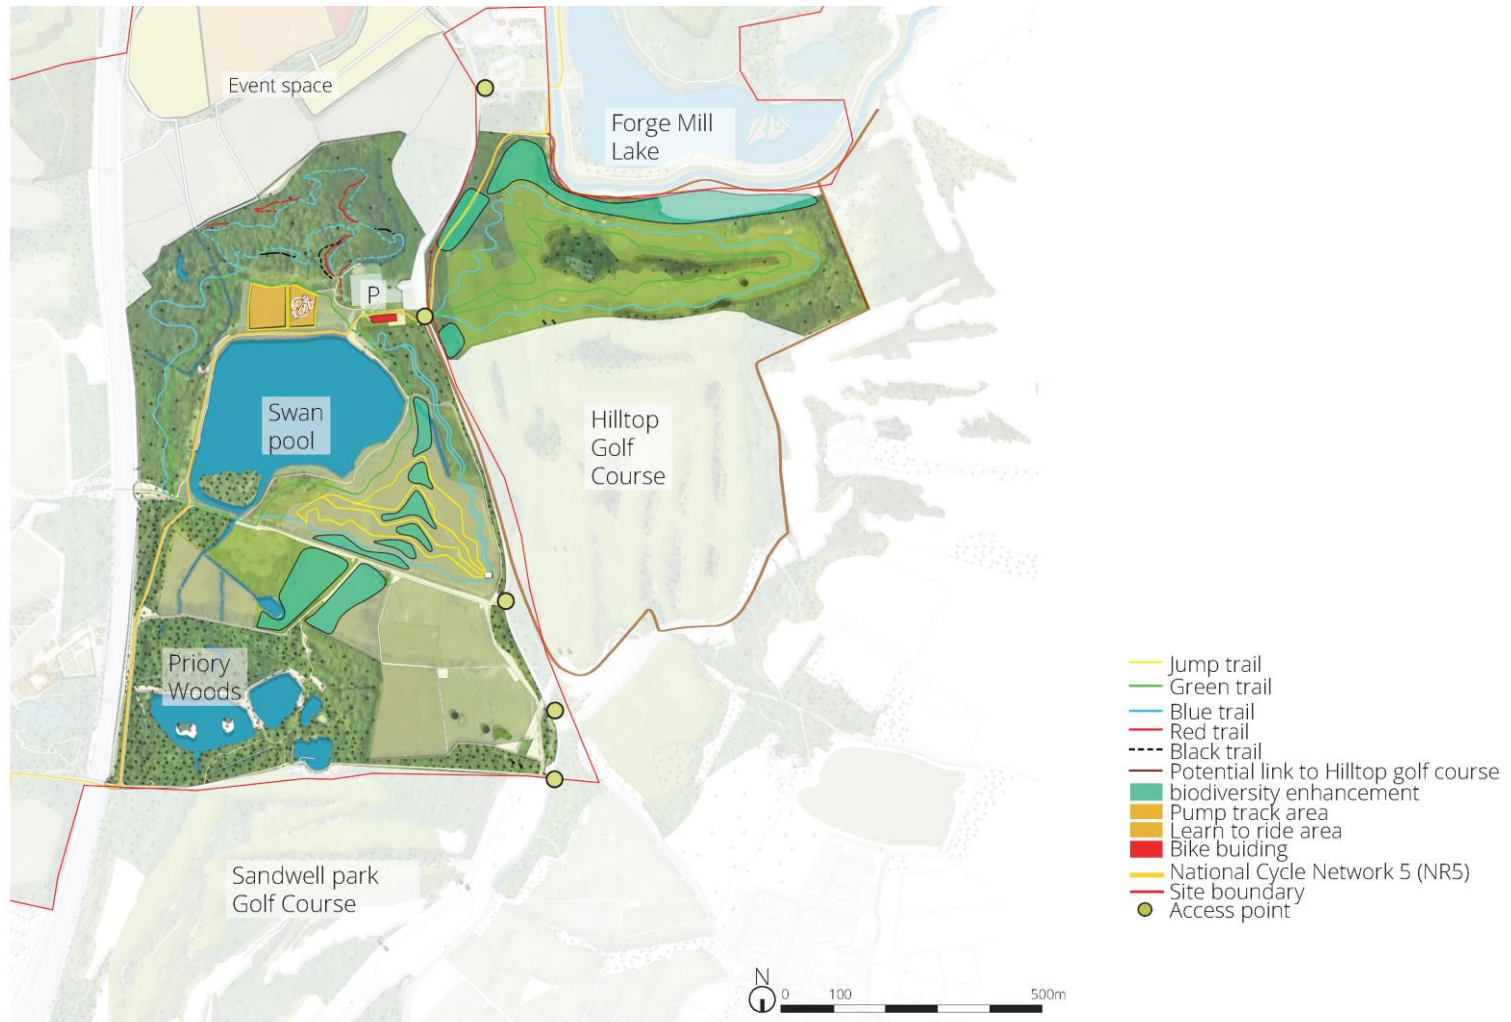 Event space
Forge Mill
Lake
P
Swan
pool
Hilltop
Golf
Course
Priory
Woods
Sandwell park
Golf Course
Jump trail
Green trail
Blue trail
Red trail
Black trail
Potential link to Hilltop golf course
biodiversity enhancement
Pump track area
Learn to ride area
Bike buiding
National Cycle Network 5 (NR5)
Site boundary
Access point
N
0 100 500m